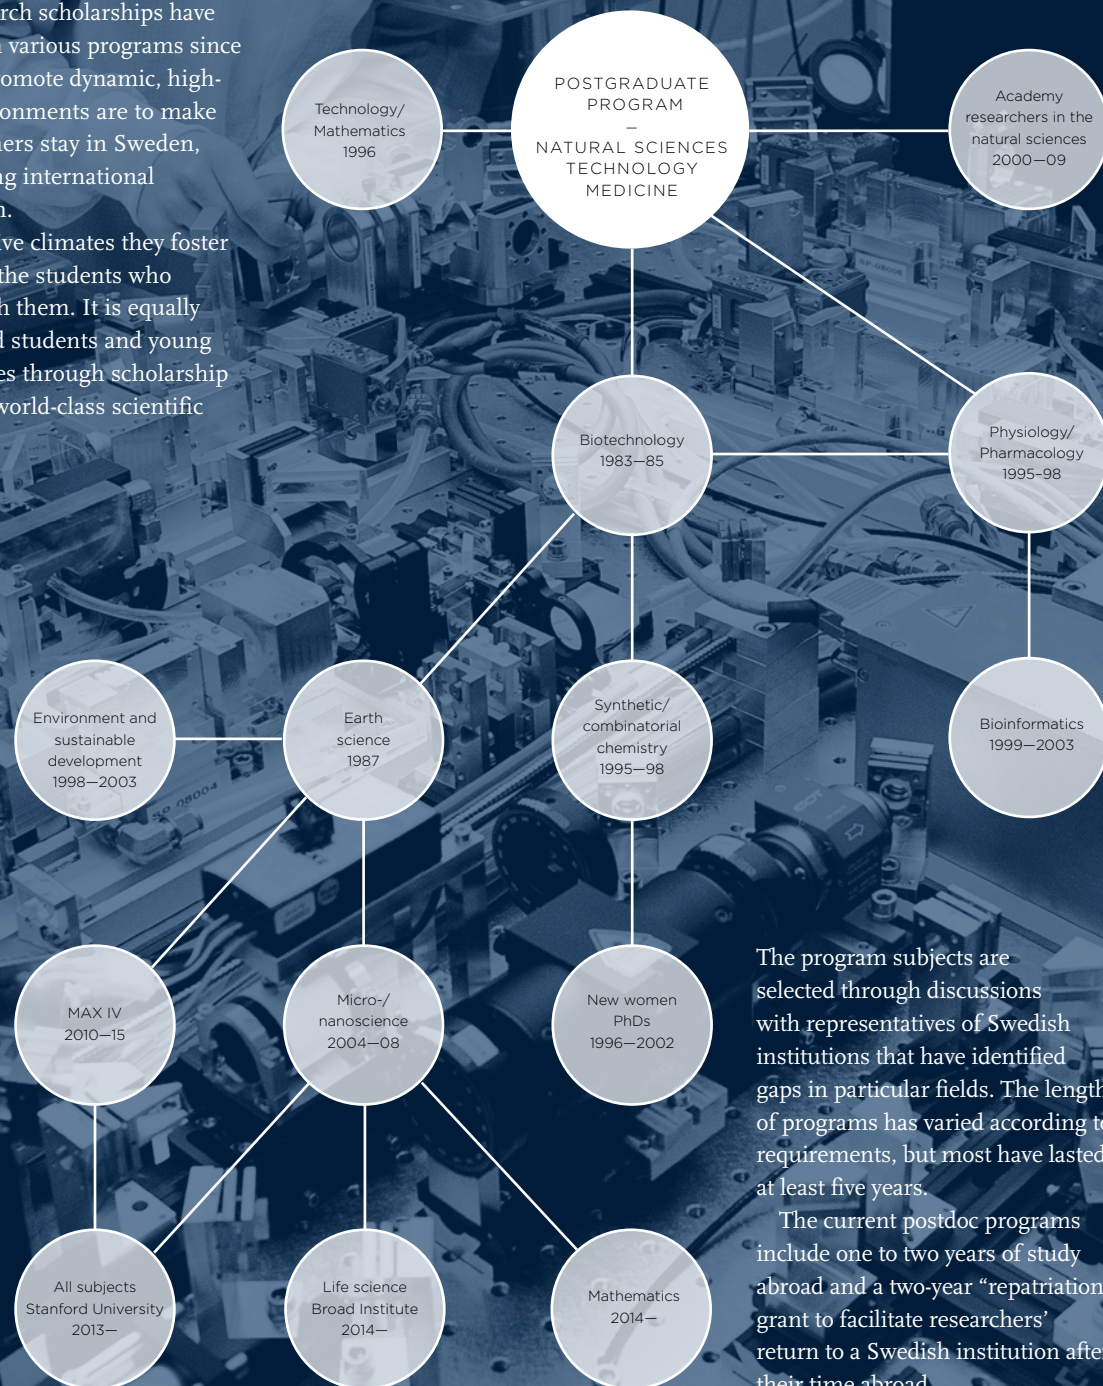 rch scholarships have
various programs since
omote dynamic, high-
onments are to make
ers stay in Sweden,
ng international
ve climates they foster
the students who
h them. It is equally
d students and young
es through scholarship
world-class scientific
Technology/
Mathematics
1996
POSTGRADUATE
PROGRAM
—
NATURAL SCIENCES
TECHNOLOGY
MEDICINE
Academy
researchers in the
natural sciences
2000—09
Biotechnology
1983—85
Physiology/
Pharmacology
1995–98
Environment and
sustainable
development
1998—2003
Earth
science
1987
Synthetic/
combinatorial
chemistry
1995—98
Bioinformatics
1999—2003
MAX IV
2010—15
Micro-/
nanoscience
2004—08
New women
PhDs
1996—2002
All subjects
Stanford University
2013—
Life science
Broad Institute
2014—
Mathematics
2014—
The program subjects are
selected through discussions
with representatives of Swedish
institutions that have identified
gaps in particular fields. The length
of programs has varied according to
requirements, but most have lasted
at least five years.
The current postdoc programs
include one to two years of study
abroad and a two-year “repatriation
grant to facilitate researchers’
return to a Swedish institution after
their time abroad.